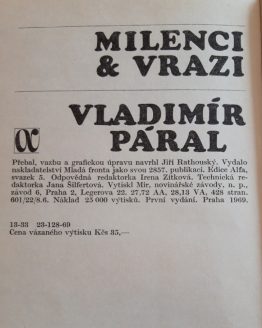 MILENCI
& VRAZI
VLADIMÍR
PÁRAL
Přebal, vazbu a grafickou úpravu navrhl Jiří Rathouský. Vydalo
nakladatelství Mladá fronta jako svou 2857. publikaci. Edice Alfa,
svazek 5. Odpovědná redaktorka Irena Zítková. Technická re-
daktorka Jana Šilfertová. Vytiskl Mír, novinářské závody, n. p.,
závod 6, Praha 2, Legerova 22. 27,72 AA, 28,13 VA, 428 stran.
601/22/8.6. Náklad 25 000 výtisků. První vydání. Praha 1969.
13-33 23-128-69
Cena vázaného výtisku Kčs 35,—